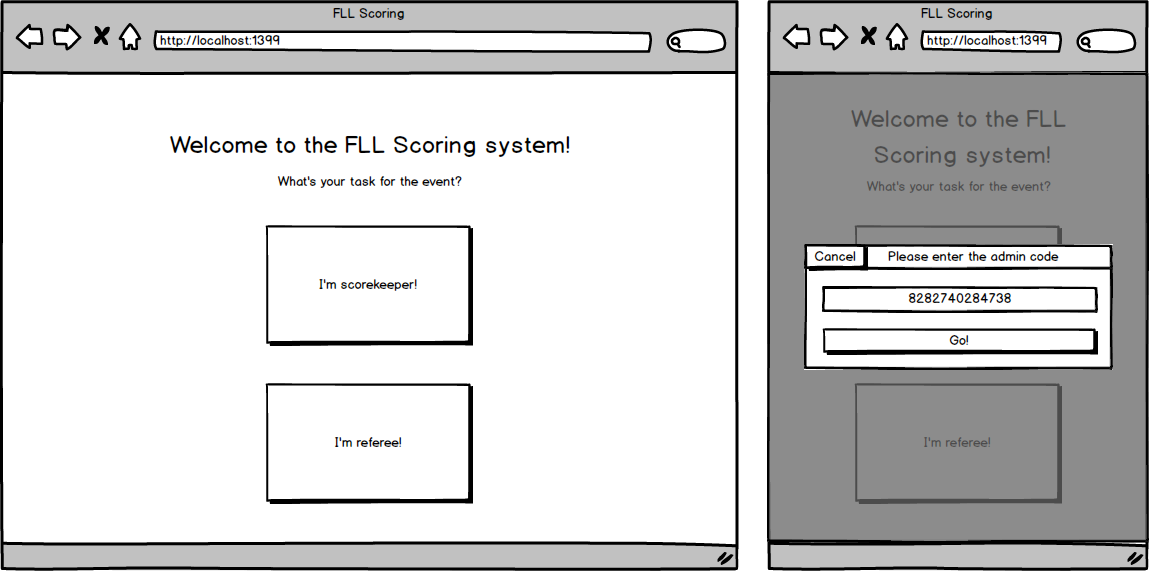 FLL Scoring
http://localhost:1399
Welcome to the FLL Scoring system!
What's your task for the event?
I'm scorekeeper!
I'm referee!
FLL Scoring
http://localhost:1399
Welcome to the FLL
Scoring system!
What's your task for the event?
Cancel
Please enter the admin code
8282740284738
Go!
I'm referee!